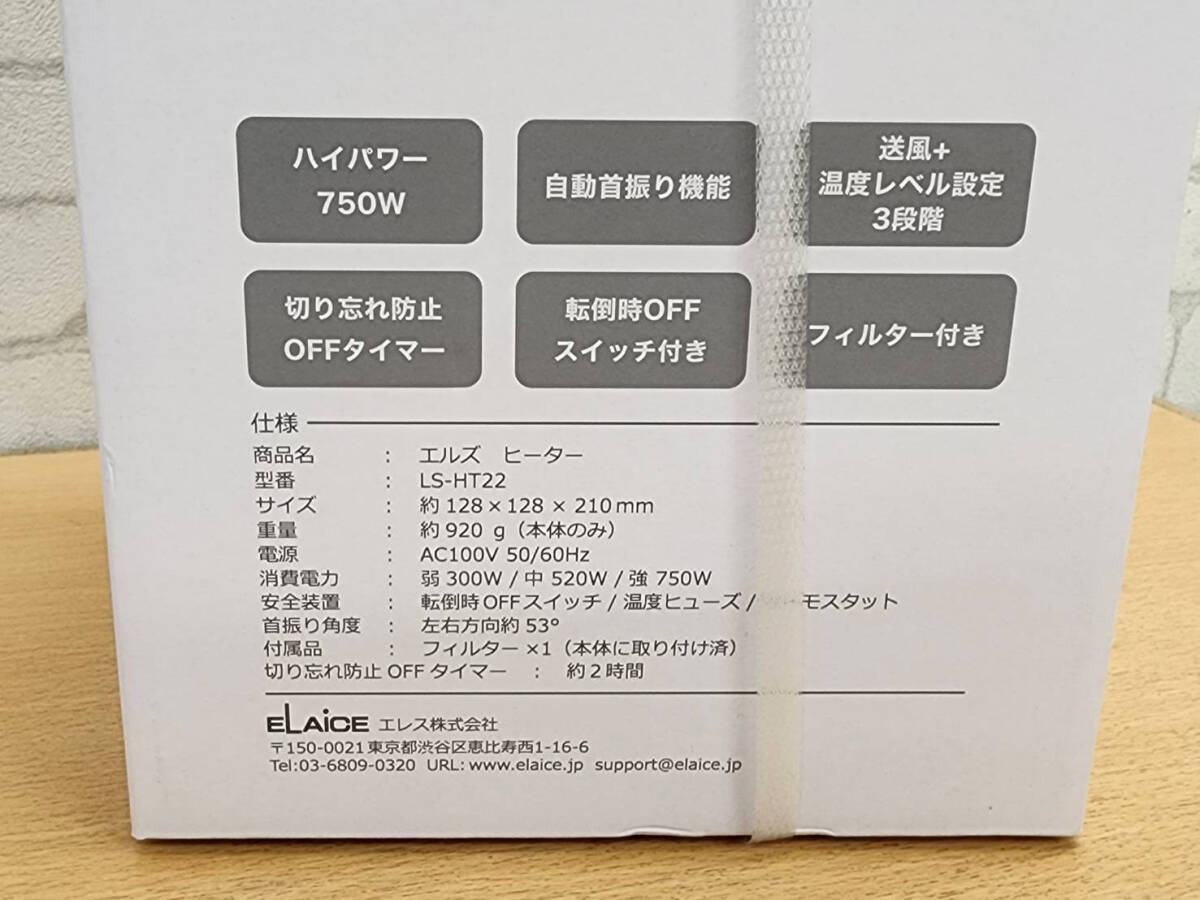 ハイパワー
750W
自動首振り機能
送風+
温度レベル設定
3段階
切り忘れ防止
OFFタイマー
転倒時OFF
スイッチ付き
フィルター付き
仕様
商品名 : エルズ ヒーター
型番 : LS-HT22
サイズ : 約 128 × 128 × 210mm
重量 : 約 920 g（本体のみ）
電源 : AC100V 50/60Hz
消費電力 : 弱 300W / 中 520W / 強 750W
安全装置 : 転倒時 OFF スイッチ / 温度ヒューズ / モスタット
首振り角度 : 左右方向約 53°
付属品 : フィルター ×1（本体に取り付け済）
切り忘れ防止 OFF タイマー : 約 2 時間
ELAiCE エレス株式会社
〒150-0021 東京都渋谷区恵比寿西1-16-6
Tel:03-6809-0320 URL: www.elaice.jp support@elaice.jp